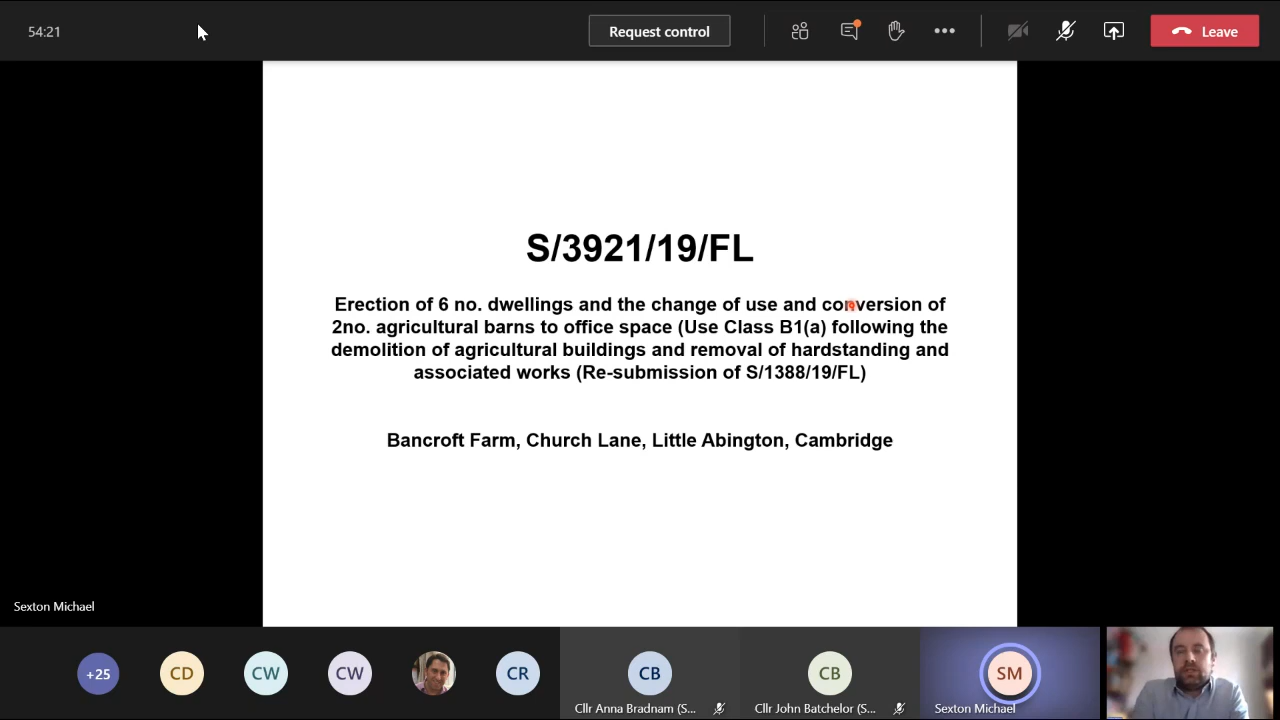 54:21
Request control
Leave
S/3921/19/FL
Erection of 6 no. dwellings and the change of use and conversion of
2no. agricultural barns to office space (Use Class B1(a) following the
demolition of agricultural buildings and removal of hardstanding and
associated works (Re-submission of S/1388/19/FL)
Bancroft Farm, Church Lane, Little Abington, Cambridge
Sexton Michael
+25
CD
CW
CW
CR
CB
Cllr Anna Bradnam (S...
CB
Cllr John Batchelor (S...
SM
Sexton Michael